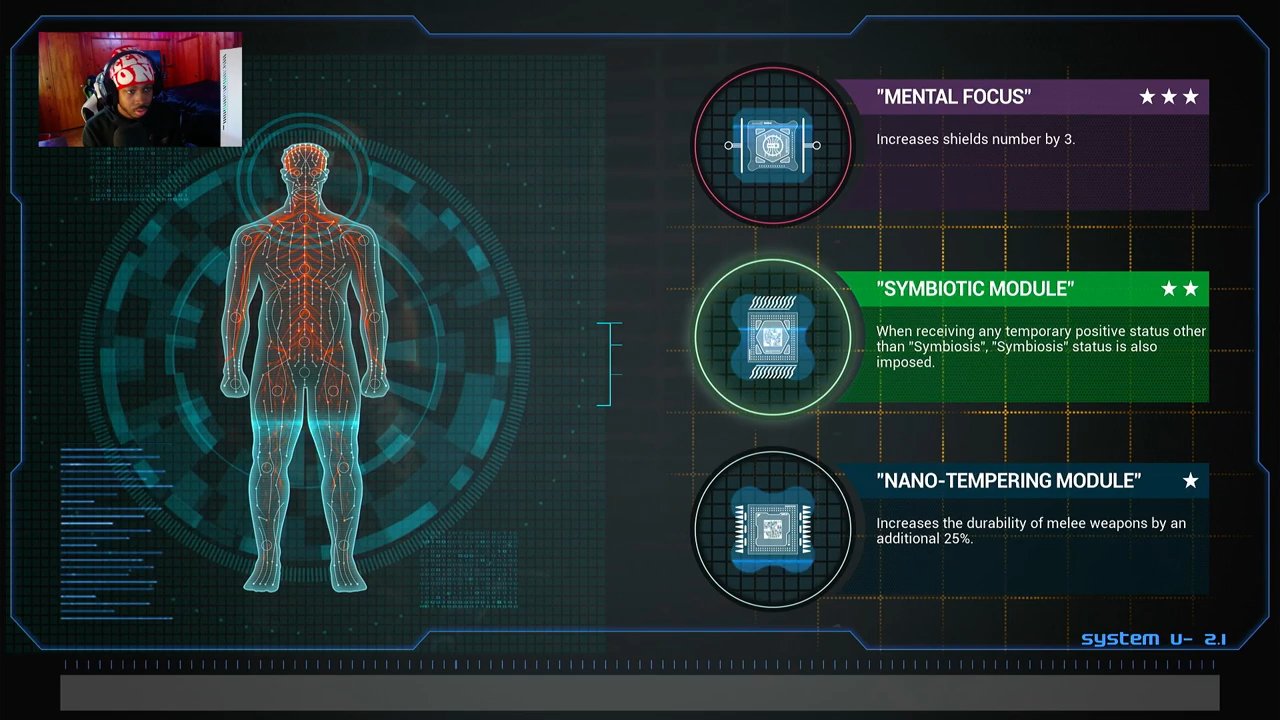 "MENTAL FOCUS" ★ ★ ★
Increases shields number by 3.
"SYMBIOTIC MODULE" ★ ★
When receiving any temporary positive status other
than "Symbiosis", "Symbiosis" status is also
imposed.
"NANO-TEMPERING MODULE" ★
Increases the durability of melee weapons by an
additional 25%.
system U- 2.1